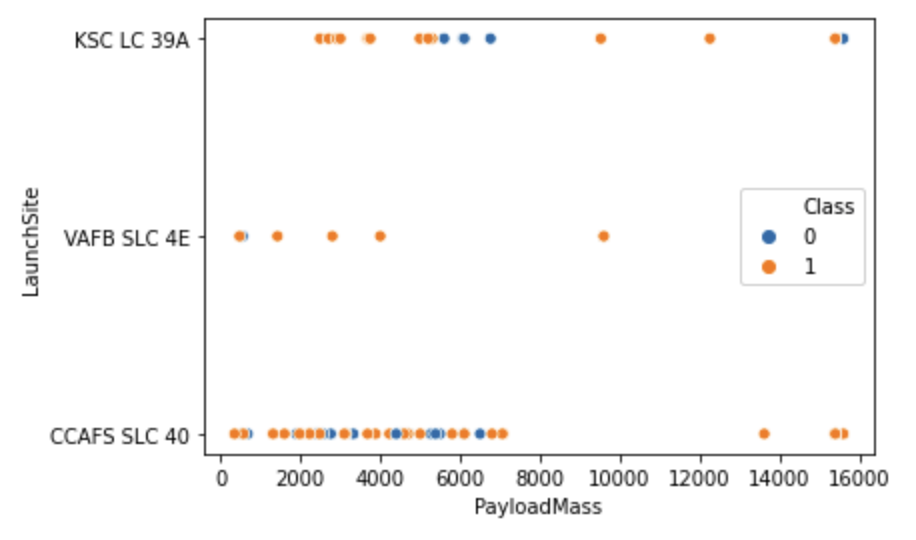 KSC LC 39A
VAFB SLC 4E
CCAFS SLC 40
LaunchSite
Class
0
1
0 2000 4000 6000 8000 10000 12000 14000 16000
PayloadMass